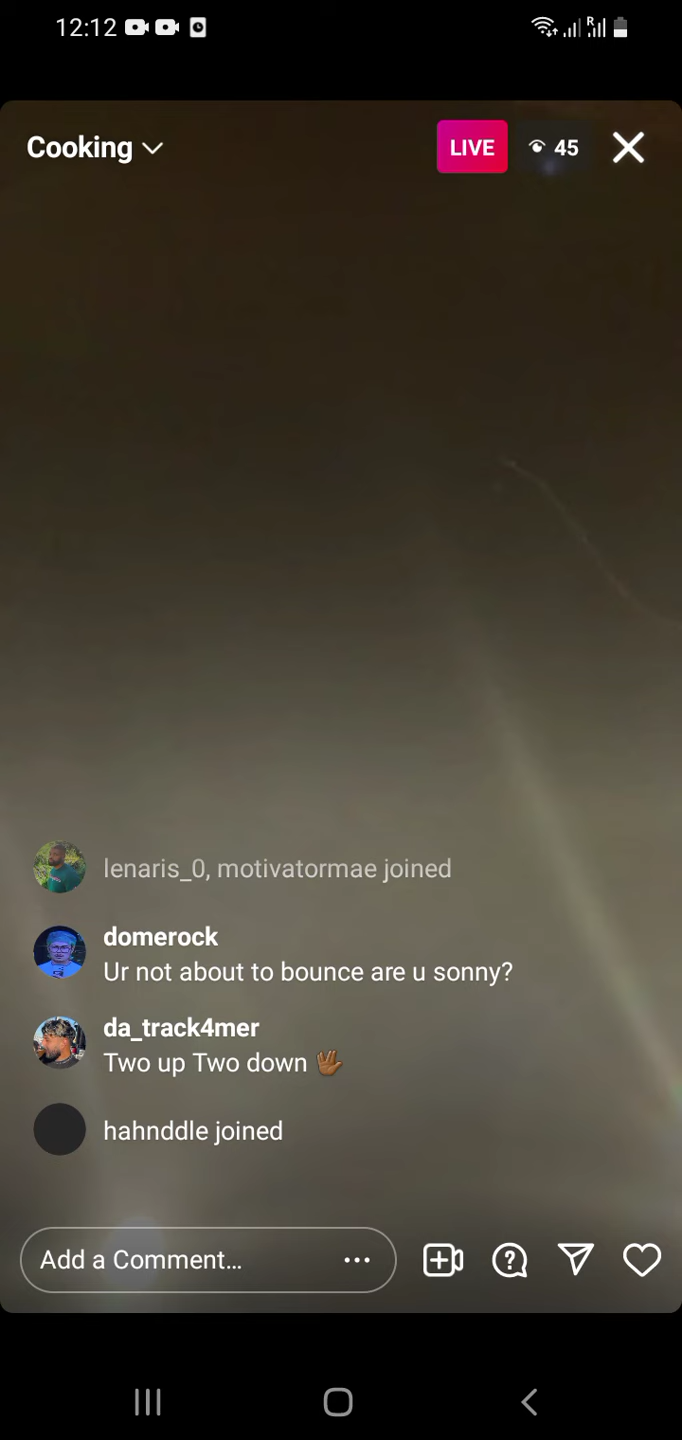 12:12
R
Cooking
LIVE
45
lenaris_0, motivatormae joined
domerock
Ur not about to bounce are u sonny?
da_track4mer
Two up Two down 🖖🏾
hahnddle joined
Add a Comment...